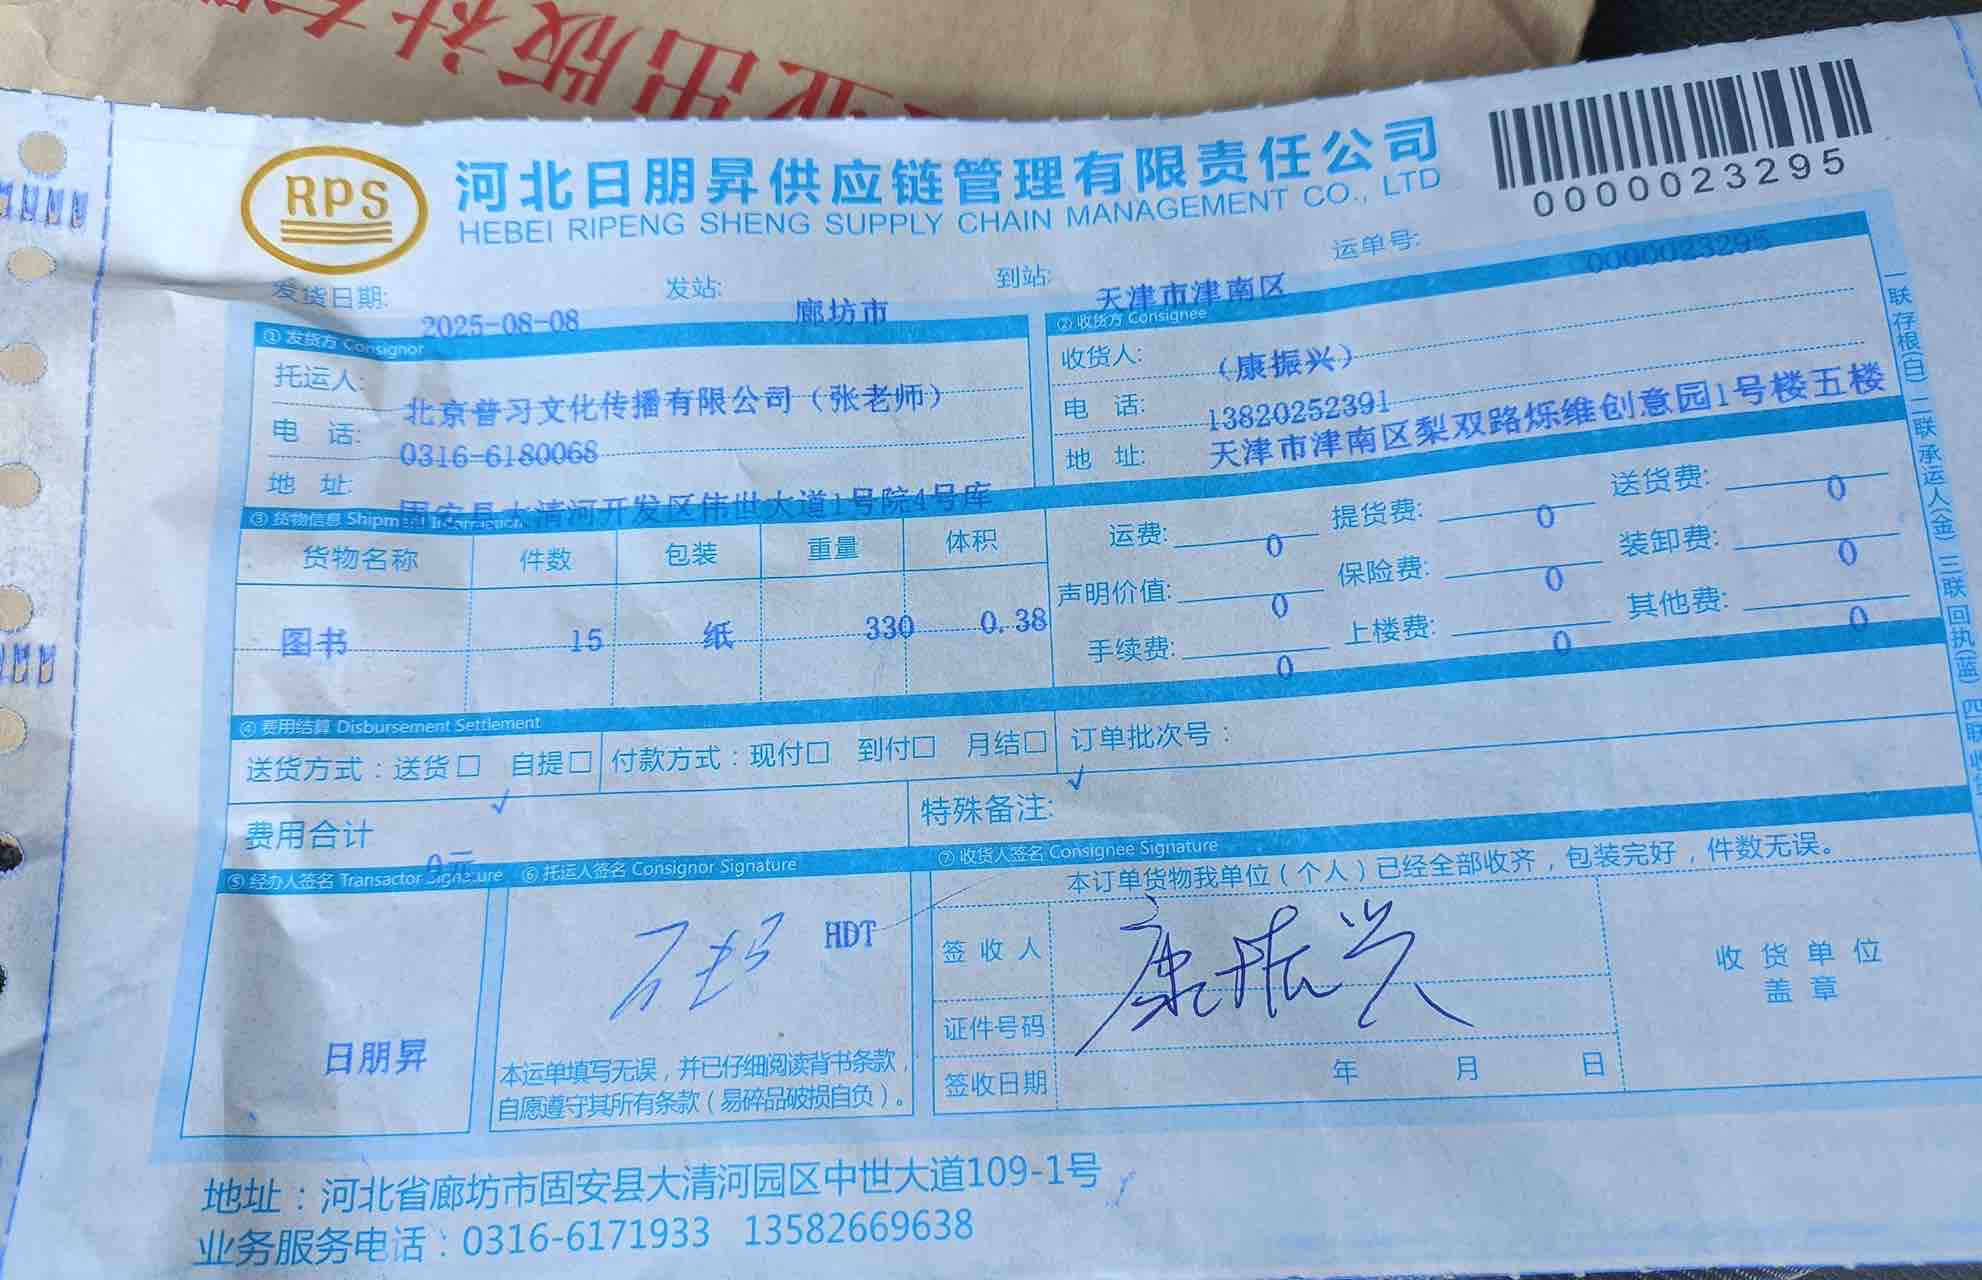 业出版社有
RPS
河北日朋昇供应链管理有限责任公司
HEBEI RIPENG SHENG SUPPLY CHAIN MANAGEMENT CO., LTD
0000023295
发货日期: 2025-08-08 发站: 廊坊市 到站: 天津市津南区 运单号: 0000023295
① 发货方 Consignor
托运人: 北京普习文化传播有限公司（张老师）
电 话: 0316-6180068
地 址: 固安县大清河开发区伟世大道1号院4号库
② 收货方 Consignee
收货人: （康振兴）
电 话: 13820252391
地 址: 天津市津南区梨双路烁维创意园1号楼五楼
③ 货物信息 Shipment Information
货物名称 件数 包装 重量 体积
图书 15 纸 330 0.38
运费: 0 提货费: 0 送货费: 0
声明价值: 0 保险费: 0 装卸费: 0
手续费: 0 上楼费: 0 其他费: 0
④ 费用结算 Disbursement Settlement
送货方式：送货□ 自提□ 付款方式：现付□ 到付□ 月结□ 订单批次号：
√ √
费用合计 0元 特殊备注:
⑤ 经办人签名 Transactor Signature
日朋昇
⑥ 托运人签名 Consignor Signature
HDT
本运单填写无误，并已仔细阅读背书条款，
自愿遵守其所有条款（易碎品破损自负）。
⑦ 收货人签名 Consignee Signature
本订单货物我单位（个人）已经全部收齐，包装完好，件数无误。
签收人 康振兴
证件号码
签收日期 年 月 日
收货单位
盖章
一联存根(白) 二联承运人(金) 三联回执(蓝) 四联
地址：河北省廊坊市固安县大清河园区中世大道109-1号
业务服务电话：0316-6171933 13582669638